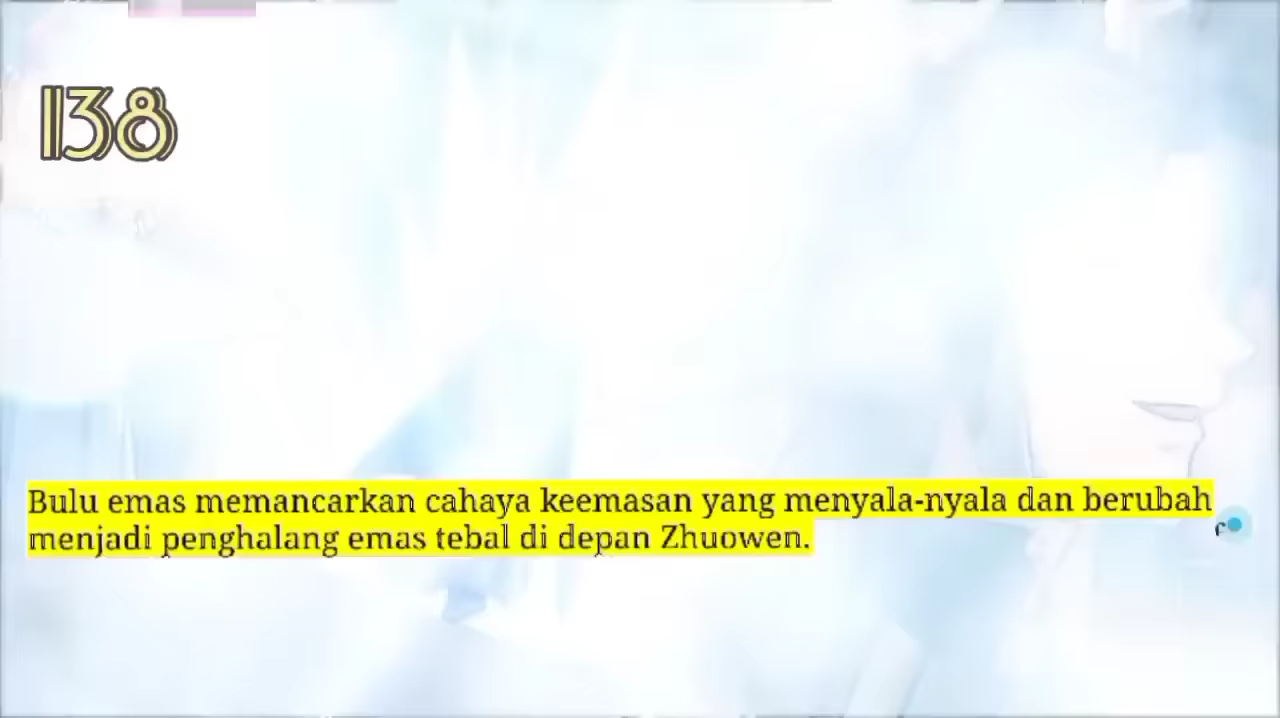 138
Bulu emas memancarkan cahaya keemasan yang menyala-nyala dan berubah
menjadi penghalang emas tebal di depan Zhuowen.